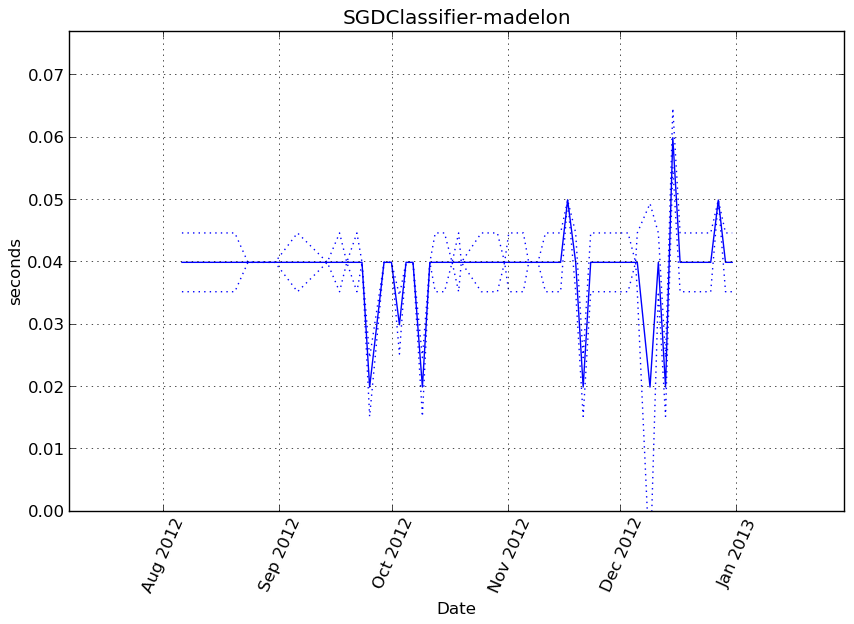 SGDClassifier-madelon
0.07
0.06
0.05
0.04
0.03
0.02
0.01
0.00
seconds
Aug 2012
Sep 2012
Oct 2012
Nov 2012
Dec 2012
Jan 2013
Date